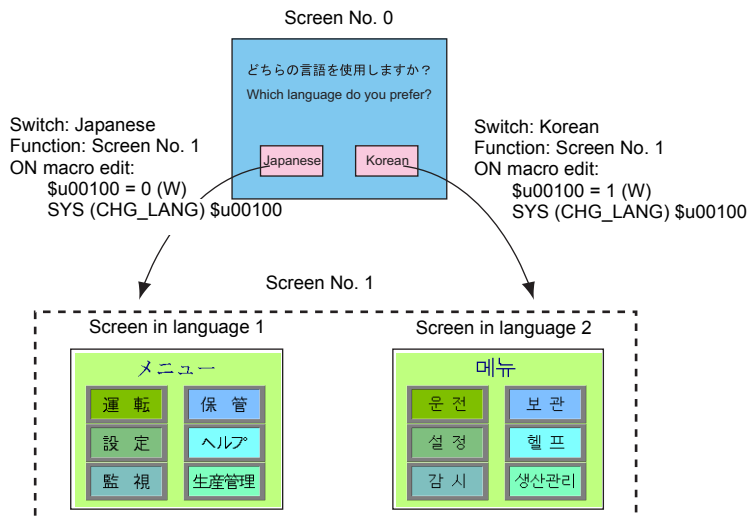 Screen No. 0
どちらの言語を使用しますか？
Which language do you prefer?
Japanese
Korean
Switch: Japanese
Function: Screen No. 1
ON macro edit:
$u00100 = 0 (W)
SYS (CHG_LANG) $u00100
Switch: Korean
Function: Screen No. 1
ON macro edit:
$u00100 = 1 (W)
SYS (CHG_LANG) $u00100
Screen No. 1
Screen in language 1
メニュー
運 転
保 管
設 定
ヘルプ
監 視
生産管理
Screen in language 2
메뉴
운 전
보 관
설 정
헬 프
감 시
생산관리